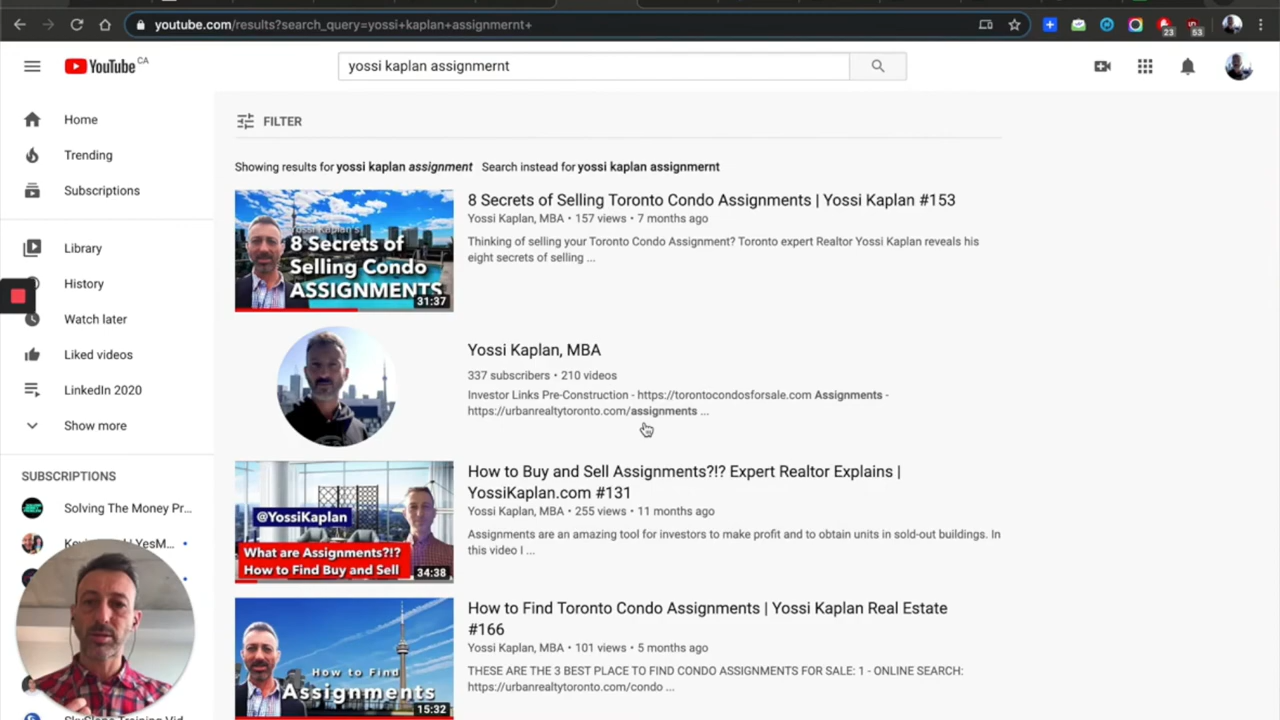 youtube.com/results?search_query=yossi+kaplan+assignmernt+
23
53
YouTube CA
yossi kaplan assignmernt
Home
Trending
Subscriptions
Library
History
Watch later
Liked videos
LinkedIn 2020
Show more
SUBSCRIPTIONS
Solving The Money Pr...
FILTER
Showing results for yossi kaplan assignment Search instead for yossi kaplan assignmernt
Yossi Kaplan's
8 Secrets of
Selling Condo
ASSIGNMENTS
31:37
8 Secrets of Selling Toronto Condo Assignments | Yossi Kaplan #153
Yossi Kaplan, MBA • 157 views • 7 months ago
Thinking of selling your Toronto Condo Assignment? Toronto expert Realtor Yossi Kaplan reveals his
eight secrets of selling ...
Yossi Kaplan, MBA
337 subscribers • 210 videos
Investor Links Pre-Construction - https://torontocondosforsale.com Assignments -
https://urbanrealtytoronto.com/assignments ...
@YossiKaplan
What are Assignments?!?
How to Find Buy and Sell
34:38
How to Buy and Sell Assignments?!? Expert Realtor Explains |
YossiKaplan.com #131
Yossi Kaplan, MBA • 255 views • 11 months ago
Assignments are an amazing tool for investors to make profit and to obtain units in sold-out buildings. In
this video I ...
How to Find
Assignments
15:32
How to Find Toronto Condo Assignments | Yossi Kaplan Real Estate
#166
Yossi Kaplan, MBA • 101 views • 5 months ago
THESE ARE THE 3 BEST PLACE TO FIND CONDO ASSIGNMENTS FOR SALE: 1 - ONLINE SEARCH:
https://urbanrealtytoronto.com/condo ...